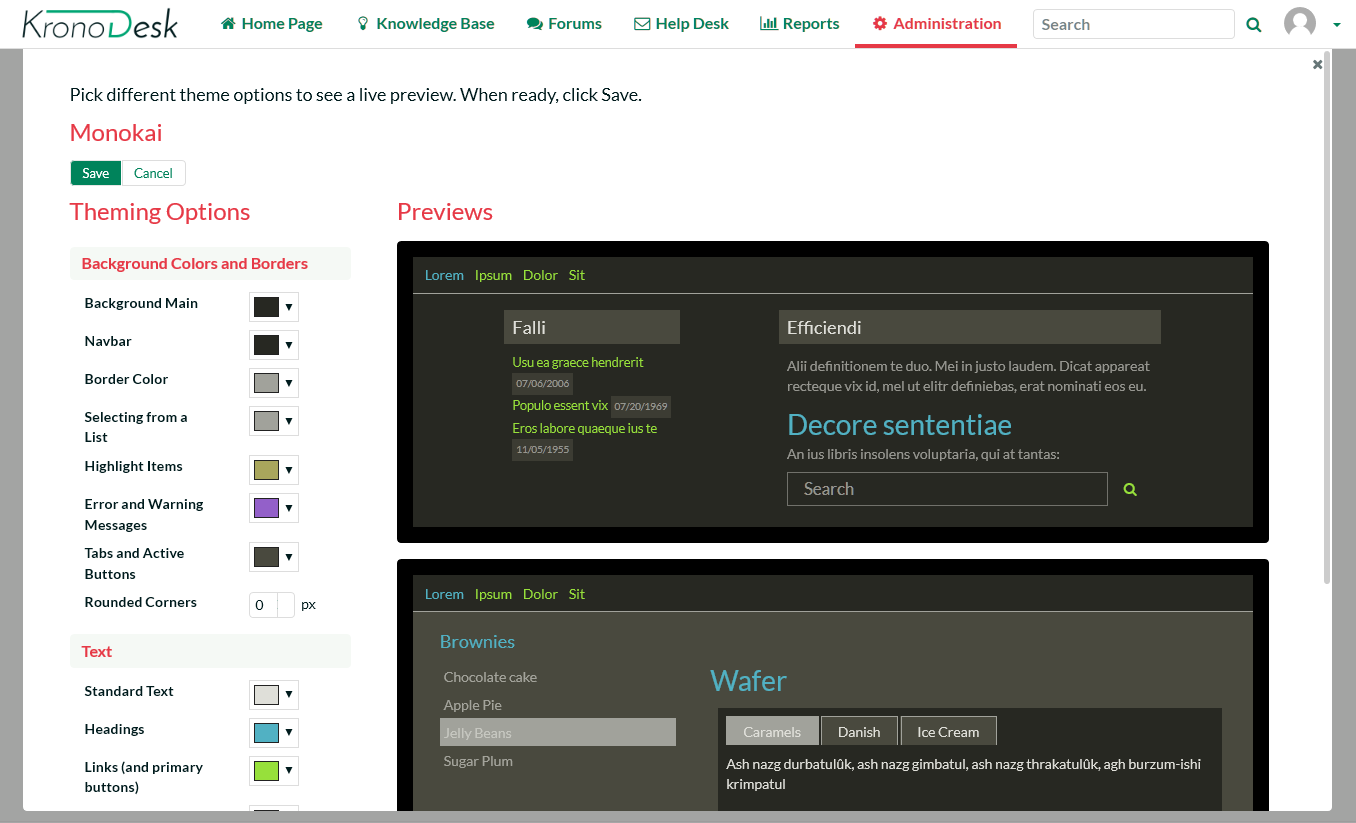 KronoDesk
Home Page
Knowledge Base
Forums
Help Desk
Reports
Administration
Search
Pick different theme options to see a live preview. When ready, click Save.
Monokai
Save
Cancel
Theming Options
Background Colors and Borders
Background Main
Navbar
Border Color
Selecting from a
List
Highlight Items
Error and Warning
Messages
Tabs and Active
Buttons
Rounded Corners
0
px
Text
Standard Text
Headings
Links (and primary
buttons)
Previews
Lorem Ipsum Dolor Sit
Falli
Usu ea graece hendrerit
07/06/2006
Populo essent vix 07/20/1969
Eros labore quaeque ius te
11/05/1955
Efficiendi
Alii definitionem te duo. Mei in justo laudem. Dicat appareat
recteque vix id, mel ut elitr definiebas, erat nominati eos eu.
Decore sententiae
An ius libris insolens voluptaria, qui at tantas:
Search
Lorem Ipsum Dolor Sit
Brownies
Chocolate cake
Apple Pie
Jelly Beans
Sugar Plum
Wafer
Caramels
Danish
Ice Cream
Ash nazg durbatulûk, ash nazg gimbatul, ash nazg thrakatulûk, agh burzum-ishi
krimpatul